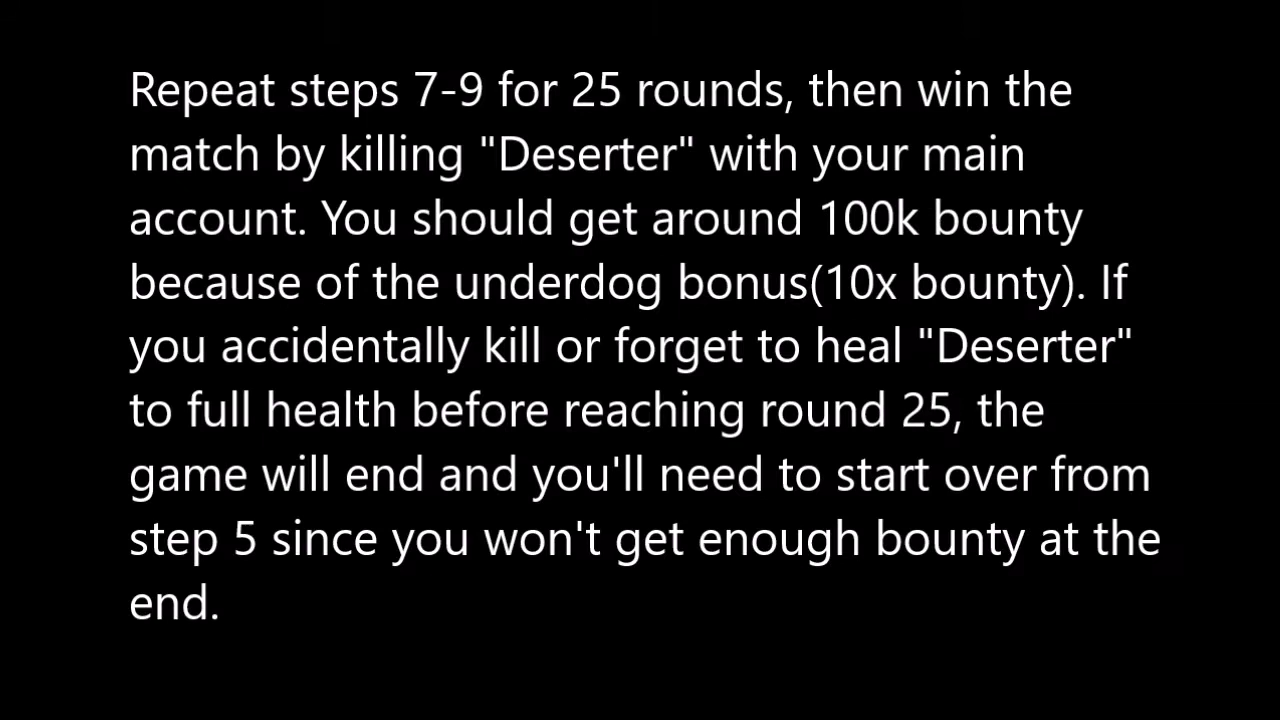 Repeat steps 7-9 for 25 rounds, then win the
match by killing "Deserter" with your main
account. You should get around 100k bounty
because of the underdog bonus(10x bounty). If
you accidentally kill or forget to heal "Deserter"
to full health before reaching round 25, the
game will end and you'll need to start over from
step 5 since you won't get enough bounty at the
end.